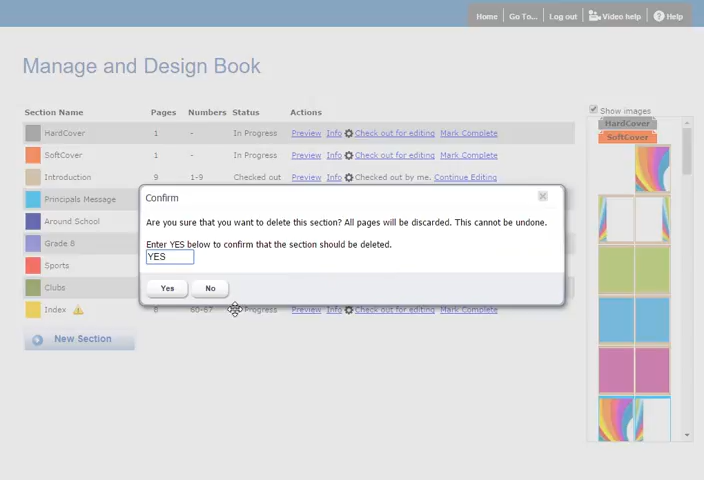 Home Go To... Log out Video help Help
Manage and Design Book
Section Name Pages Numbers Status Actions
Show images
HardCover
SoftCover
HardCover 1 - In Progress Preview Info Check out for editing Mark Complete
SoftCover 1 - In Progress Preview Info Check out for editing Mark Complete
Introduction 9 1-9 Checked out Preview Info Checked out by me. Continue Editing
Principals Message
Around School
Grade 8
Sports
Clubs
Confirm
Are you sure that you want to delete this section? All pages will be discarded. This cannot be undone.
Enter YES below to confirm that the section should be deleted.
YES
Yes No
Index 8 60-67 Progress Preview Info Check out for editing Mark Complete
New Section